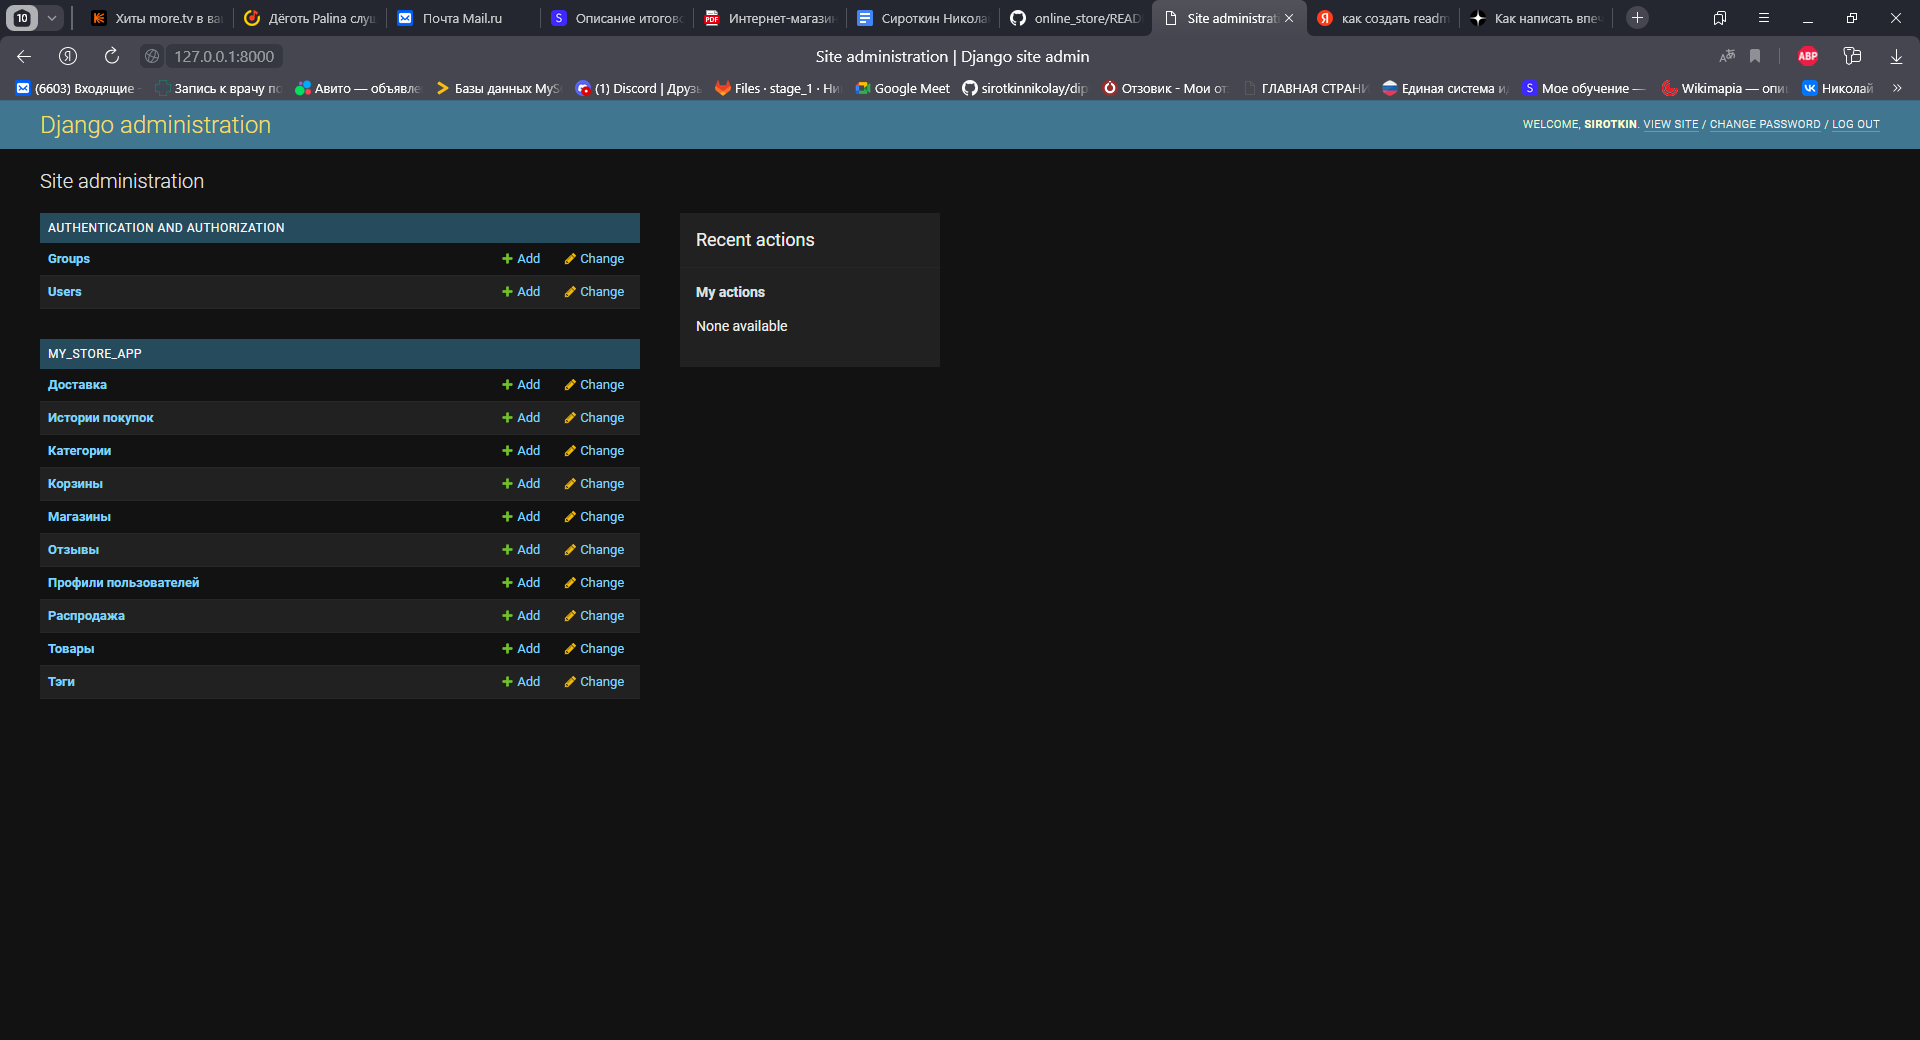 10 Хиты more.tv в ва Дёготь Palina слуш Почта Mail.ru Описание итогово Интернет-магазин Сироткин Никола online_store/READ Site administrati как создать readm Как написать впеч
127.0.0.1:8000 Site administration | Django site admin ABP
(6603) Входящие Запись к врачу по Авито — объявле Базы данных MyS (1) Discord | Друзь Files · stage_1 · Ни Google Meet sirotkinnikolay/dip Отзовик - Мои от ГЛАВНАЯ СТРАНИ Единая система и Мое обучение — Wikimapia — опи Николай »
Django administration
WELCOME, SIROTKIN. VIEW SITE / CHANGE PASSWORD / LOG OUT
Site administration
AUTHENTICATION AND AUTHORIZATION
Groups Add Change
Users Add Change
MY_STORE_APP
Доставка Add Change
Истории покупок Add Change
Категории Add Change
Корзины Add Change
Магазины Add Change
Отзывы Add Change
Профили пользователей Add Change
Распродажа Add Change
Товары Add Change
Тэги Add Change
Recent actions
My actions
None available